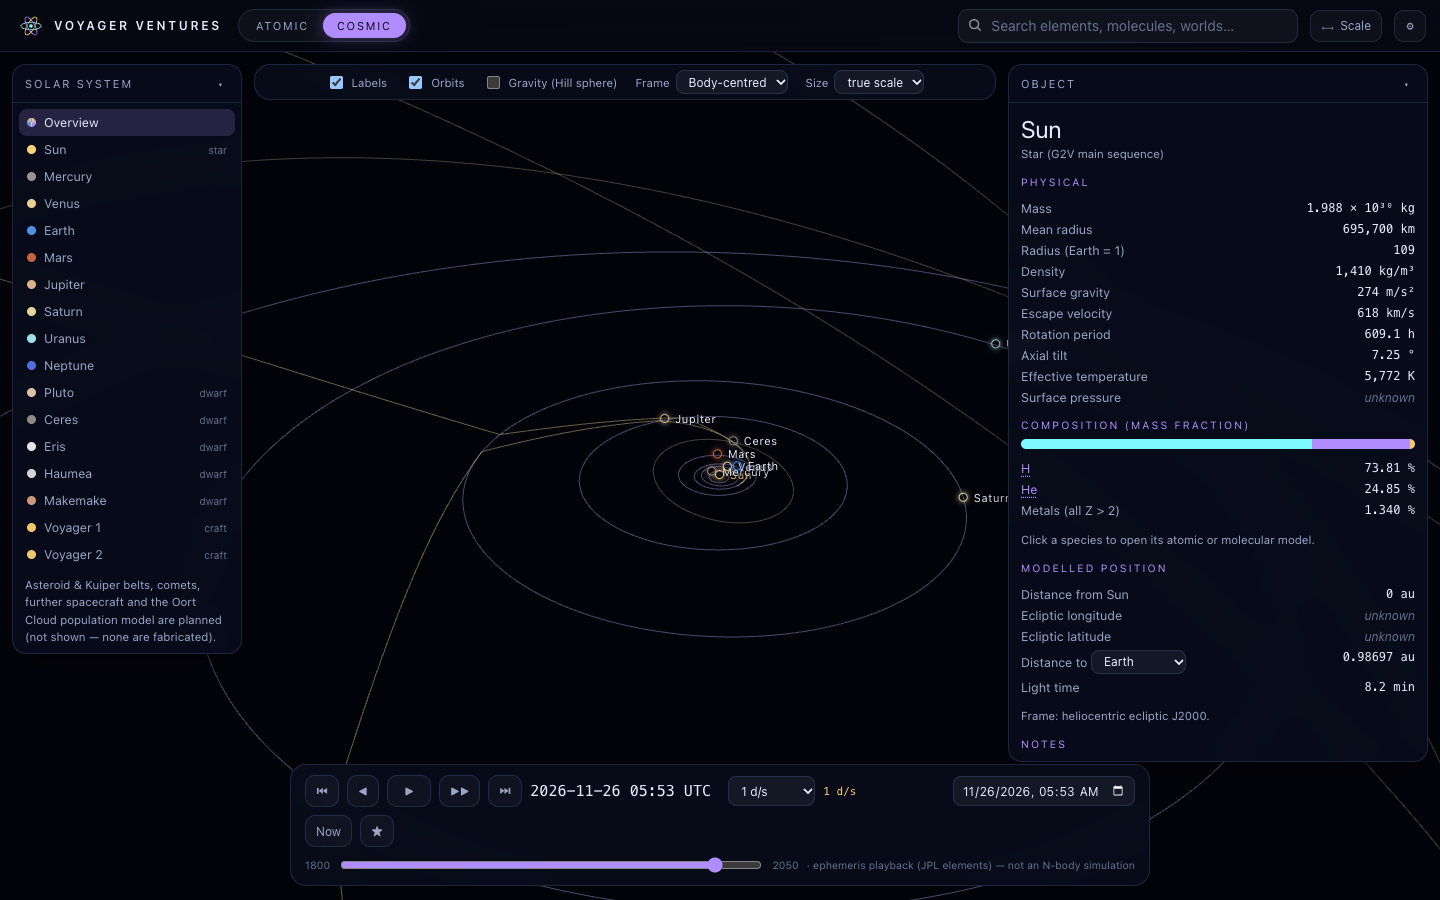 VOYAGER VENTURES
ATOMIC
COSMIC
Search elements, molecules, worlds...
Scale
SOLAR SYSTEM
Overview
Sun star
Mercury
Venus
Earth
Mars
Jupiter
Saturn
Uranus
Neptune
Pluto dwarf
Ceres dwarf
Eris dwarf
Haumea dwarf
Makemake dwarf
Voyager 1 craft
Voyager 2 craft
Asteroid & Kuiper belts, comets,
further spacecraft and the Oort
Cloud population model are planned
(not shown — none are fabricated).
Labels Orbits Gravity (Hill sphere) Frame Body-centred Size true scale
Jupiter
Ceres
Mars
Earth
Mercury
Sun
Saturn
OBJECT
Sun
Star (G2V main sequence)
PHYSICAL
Mass 1.988 × 10³⁰ kg
Mean radius 695,700 km
Radius (Earth = 1) 109
Density 1,410 kg/m³
Surface gravity 274 m/s²
Escape velocity 618 km/s
Rotation period 609.1 h
Axial tilt 7.25 °
Effective temperature 5,772 K
Surface pressure unknown
COMPOSITION (MASS FRACTION)
H 73.81 %
He 24.85 %
Metals (all Z > 2) 1.340 %
Click a species to open its atomic or molecular model.
MODELLED POSITION
Distance from Sun 0 au
Ecliptic longitude unknown
Ecliptic latitude unknown
Distance to Earth 0.98697 au
Light time 8.2 min
Frame: heliocentric ecliptic J2000.
NOTES
2026–11–26 05:53 UTC 1 d/s 1 d/s 11/26/2026, 05:53 AM
Now
1800 2050 · ephemeris playback (JPL elements) — not an N-body simulation